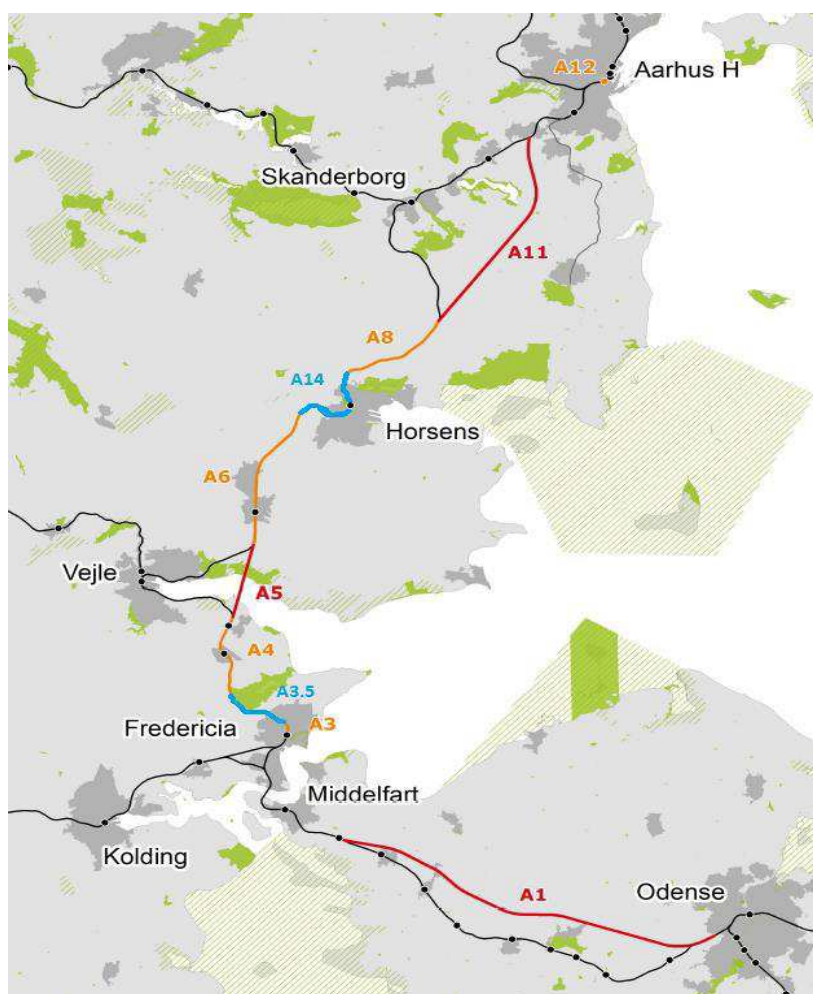 A12
Aarhus H
Skanderborg
A11
A8
A14
Horsens
A6
Vejle
A5
A4
A3.5
Fredericia
A3
Middelfart
Kolding
A1
Odense